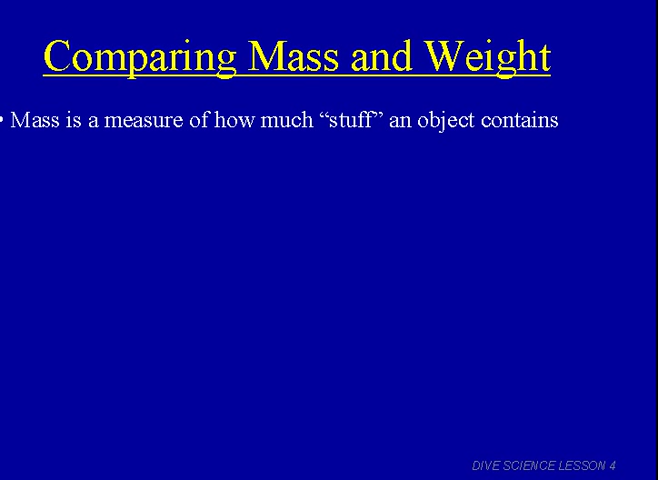 Comparing Mass and Weight
• Mass is a measure of how much “stuff” an object contains
DIVE SCIENCE LESSON 4